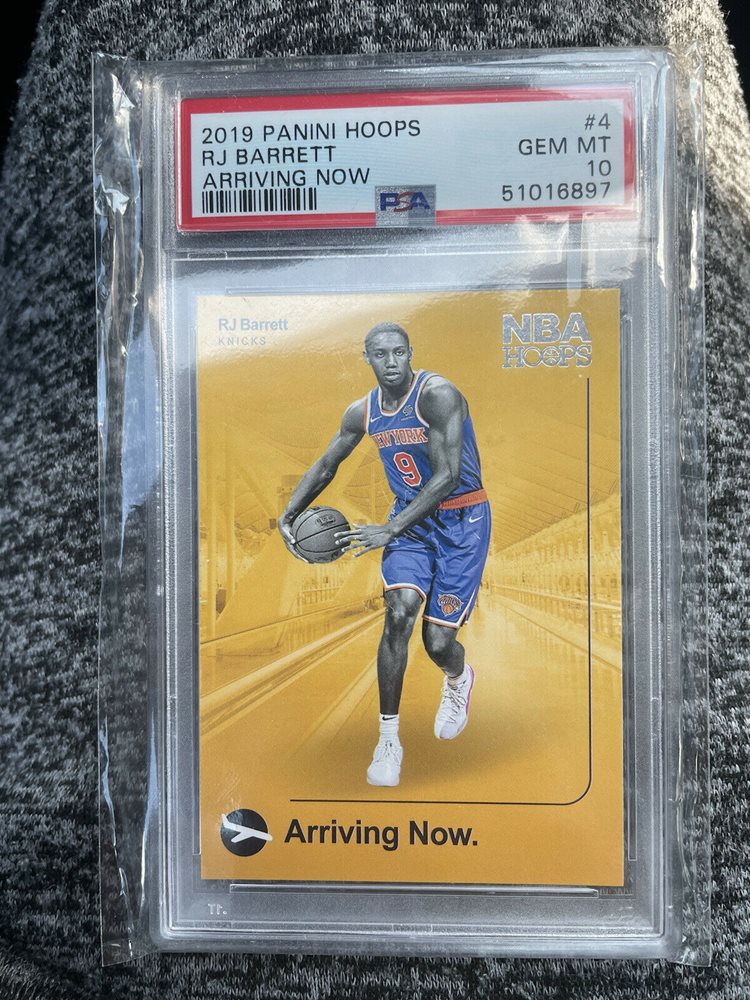 2019 PANINI HOOPS #4
RJ BARRETT GEM MT
ARRIVING NOW 10
PSA 51016897
RJ Barrett
KNICKS
NBA
HOOPS
NEW YORK
9
Arriving Now.